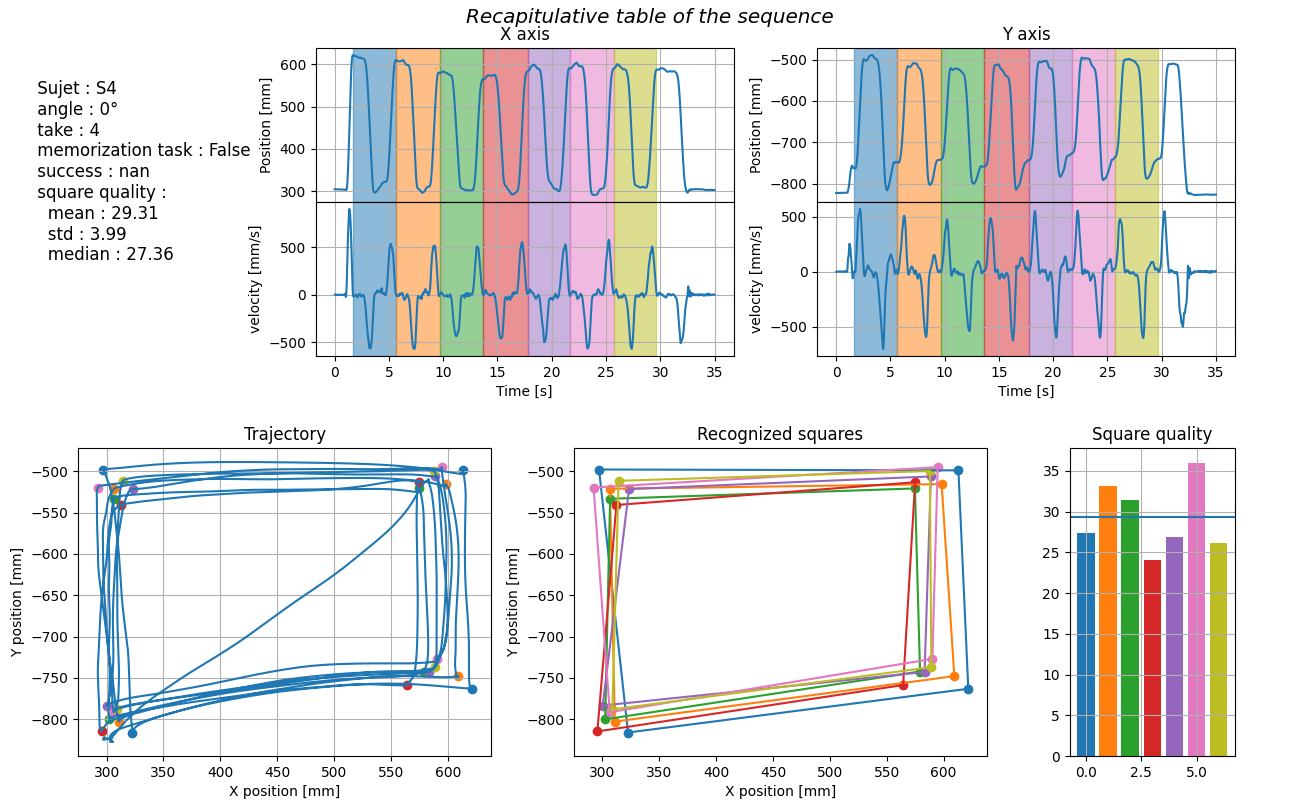 Recapitulative table of the sequence
X axis
Y axis
Sujet : S4
angle : 0°
take : 4
memorization task : False
success : nan
square quality :
mean : 29.31
std : 3.99
median : 27.36
Position [mm]
600
500
400
300
velocity [mm/s]
500
0
−500
0 5 10 15 20 25 30 35
Time [s]
Position [mm]
−500
−600
−700
−800
velocity [mm/s]
500
0
−500
0 5 10 15 20 25 30 35
Time [s]
Trajectory
Y position [mm]
−500
−550
−600
−650
−700
−750
−800
300 350 400 450 500 550 600
X position [mm]
Recognized squares
Y position [mm]
−500
−550
−600
−650
−700
−750
−800
300 350 400 450 500 550 600
X position [mm]
Square quality
35
30
25
20
15
10
5
0
0.0 2.5 5.0